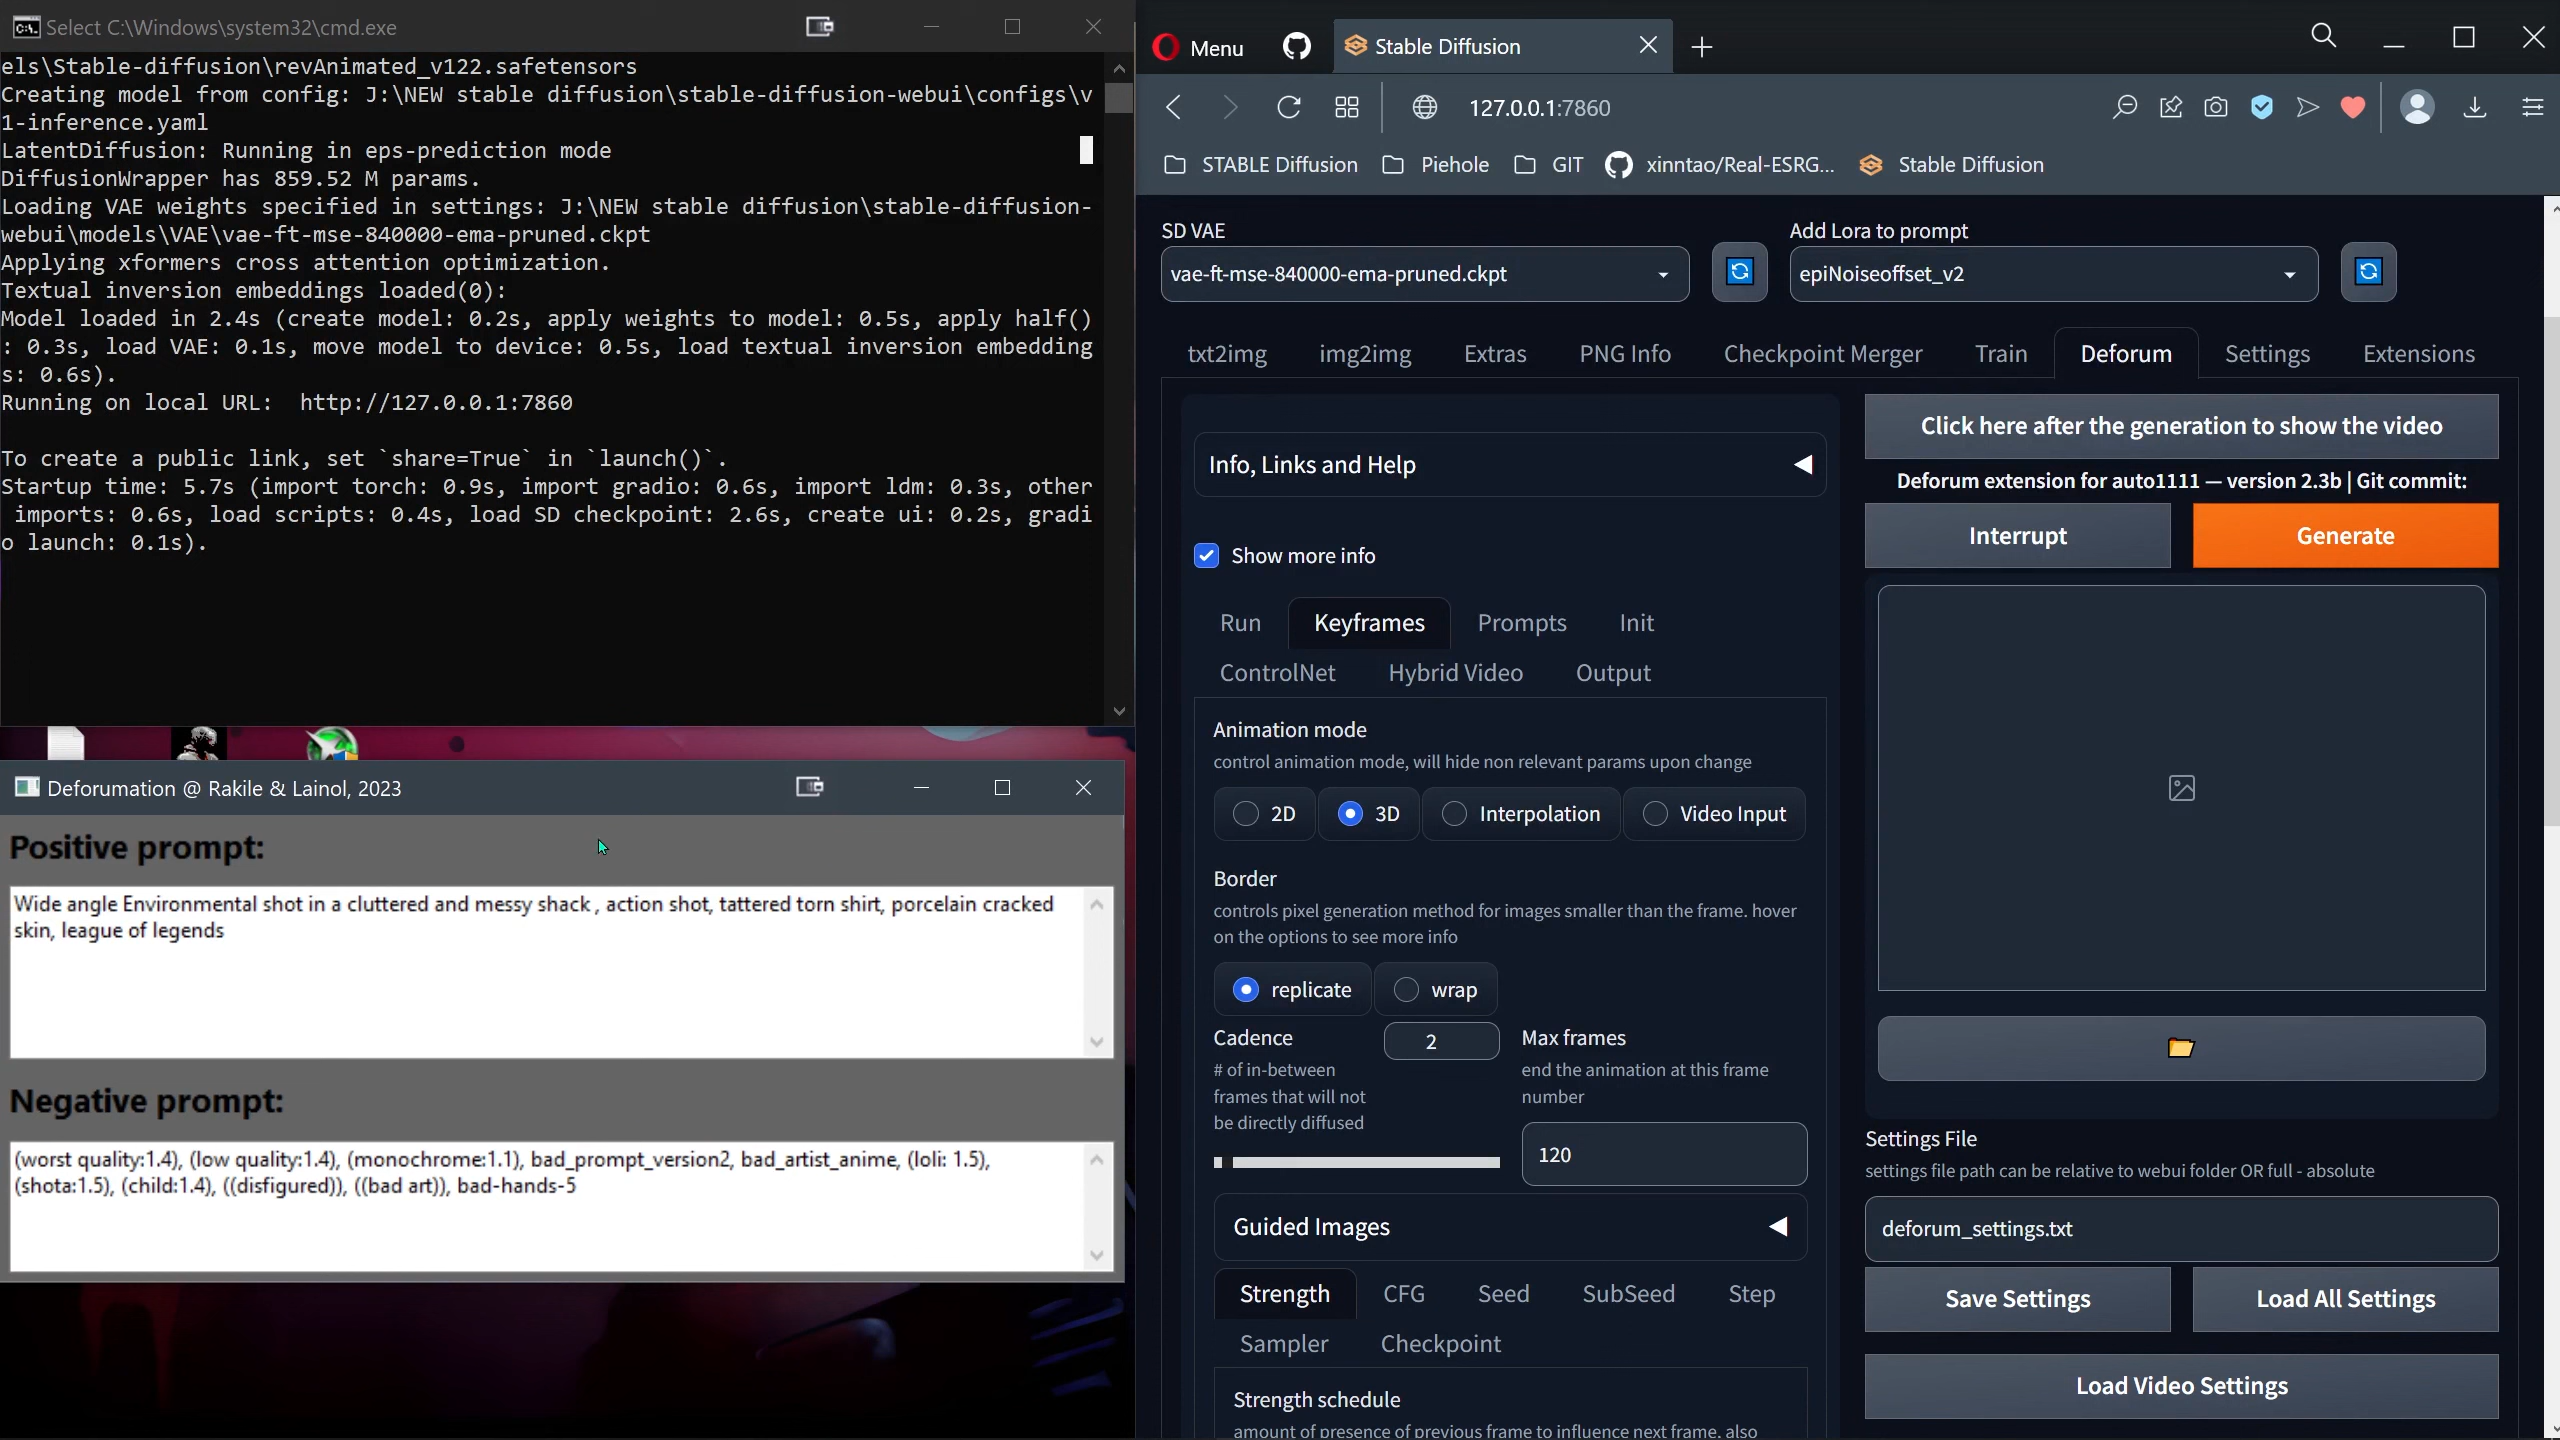 Select C:\Windows\system32\cmd.exe
els\Stable-diffusion\revAnimated_v122.safetensors
Creating model from config: J:\NEW stable diffusion\stable-diffusion-webui\configs\v
1-inference.yaml
LatentDiffusion: Running in eps-prediction mode
DiffusionWrapper has 859.52 M params.
Loading VAE weights specified in settings: J:\NEW stable diffusion\stable-diffusion-
webui\models\VAE\vae-ft-mse-840000-ema-pruned.ckpt
Applying xformers cross attention optimization.
Textual inversion embeddings loaded(0):
Model loaded in 2.4s (create model: 0.2s, apply weights to model: 0.5s, apply half()
: 0.3s, load VAE: 0.1s, move model to device: 0.5s, load textual inversion embedding
s: 0.6s).
Running on local URL:  http://127.0.0.1:7860
To create a public link, set `share=True` in `launch()`.
Startup time: 5.7s (import torch: 0.9s, import gradio: 0.6s, import ldm: 0.3s, other
 imports: 0.6s, load scripts: 0.4s, load SD checkpoint: 2.6s, create ui: 0.2s, gradi
o launch: 0.1s).
Deforumation @ Rakile & Lainol, 2023
Positive prompt:
Wide angle Environmental shot in a cluttered and messy shack , action shot, tattered torn shirt, porcelain cracked
skin, league of legends
Negative prompt:
(worst quality:1.4), (low quality:1.4), (monochrome:1.1), bad_prompt_version2, bad_artist_anime, (loli: 1.5),
(shota:1.5), (child:1.4), ((disfigured)), ((bad art)), bad-hands-5
Menu
Stable Diffusion
127.0.0.1:7860
STABLE Diffusion
Piehole
GIT
xinntao/Real-ESRG...
Stable Diffusion
SD VAE
Add Lora to prompt
vae-ft-mse-840000-ema-pruned.ckpt
epiNoiseoffset_v2
txt2img
img2img
Extras
PNG Info
Checkpoint Merger
Train
Deforum
Settings
Extensions
Info, Links and Help
Show more info
Run
Keyframes
Prompts
Init
ControlNet
Hybrid Video
Output
Animation mode
control animation mode, will hide non relevant params upon change
2D
3D
Interpolation
Video Input
Border
controls pixel generation method for images smaller than the frame. hover
on the options to see more info
replicate
wrap
Cadence
2
# of in-between
frames that will not
be directly diffused
Max frames
end the animation at this frame
number
120
Guided Images
Strength
CFG
Seed
SubSeed
Step
Sampler
Checkpoint
Strength schedule
amount of presence of previous frame to influence next frame. also
Click here after the generation to show the video
Deforum extension for auto1111 — version 2.3b | Git commit:
Interrupt
Generate
Settings File
settings file path can be relative to webui folder OR full - absolute
deforum_settings.txt
Save Settings
Load All Settings
Load Video Settings